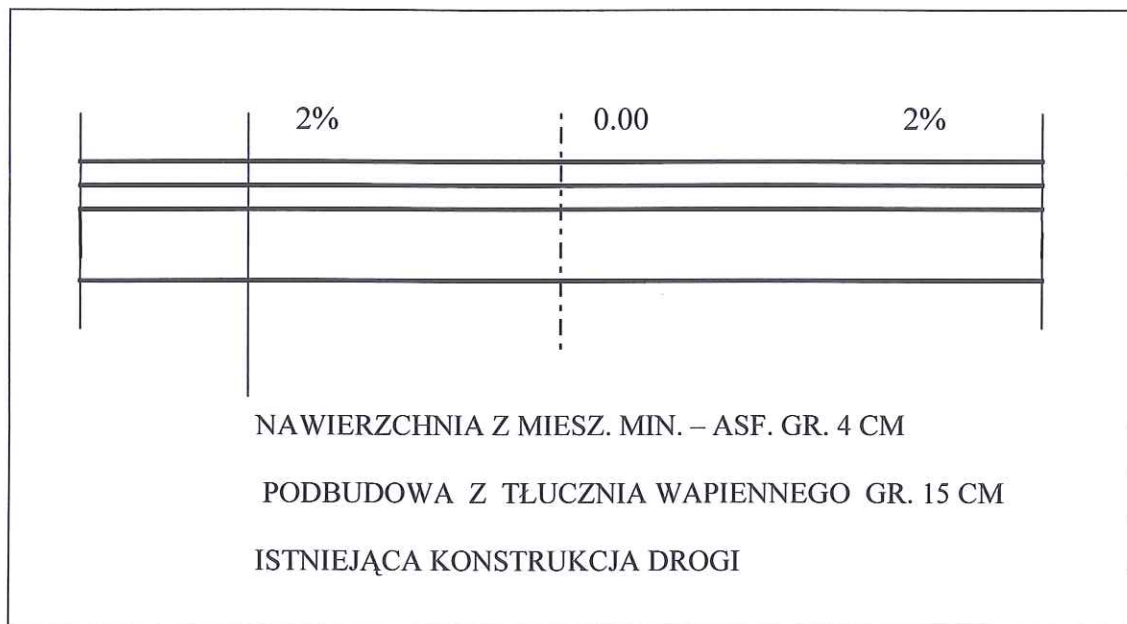 2% 0.00 2%
NAWIERZCHNIA Z MIESZ. MIN. – ASF. GR. 4 CM
PODBUDOWA Z TŁUCZNIA WAPIENNEGO GR. 15 CM
ISTNIEJĄCA KONSTRUKCJA DROGI